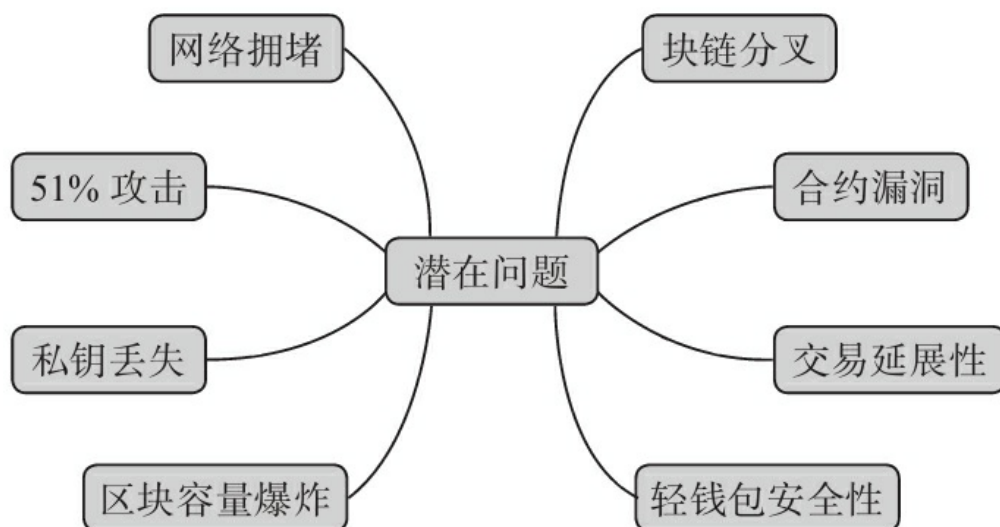 网络拥堵
块链分叉
51% 攻击
合约漏洞
潜在问题
私钥丢失
交易延展性
区块容量爆炸
轻钱包安全性